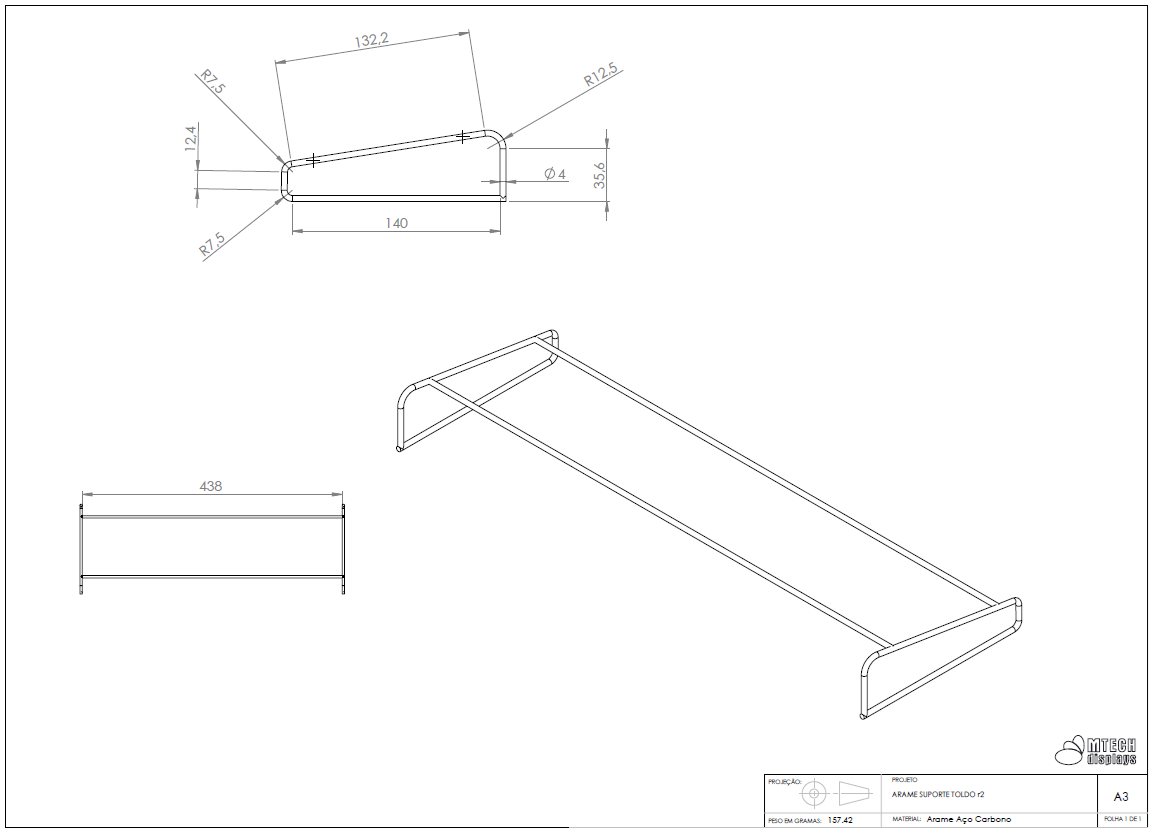 132,2
R7,5
R12,5
12,4
Ø4
35,6
R7,5
140
438
MTECH
displays
PROJEÇÃO:
PROJETO
ARAME SUPORTE TOLDO r2
A3
PESO EM GRAMAS: 157.42
MATERIAL: Arame Aço Carbono
FOLHA 1 DE 1